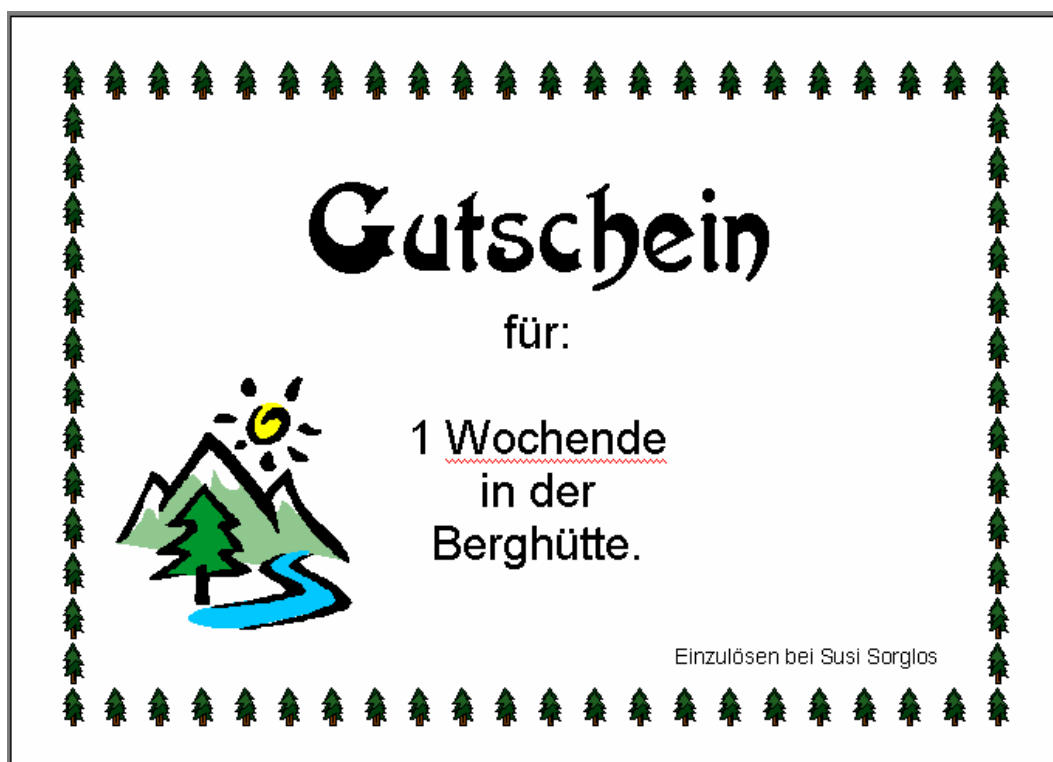 Gutschein
für:
1 Wochende
in der
Berghütte.
Einzulösen bei Susi Sorglos